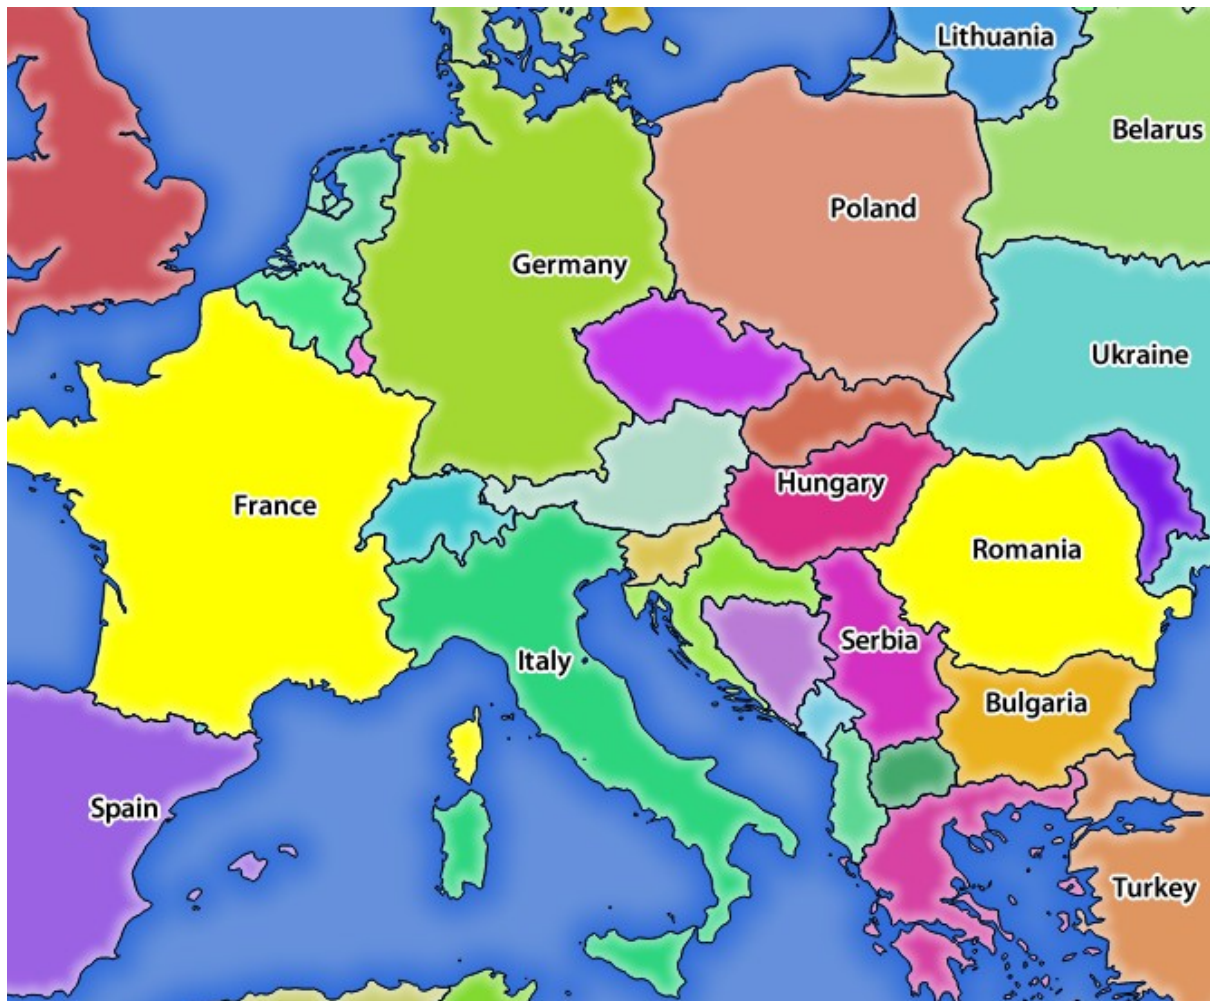 Lithuania
Belarus
Poland
Germany
Ukraine
Hungary
France
Romania
Serbia
Italy
Bulgaria
Spain
Turkey